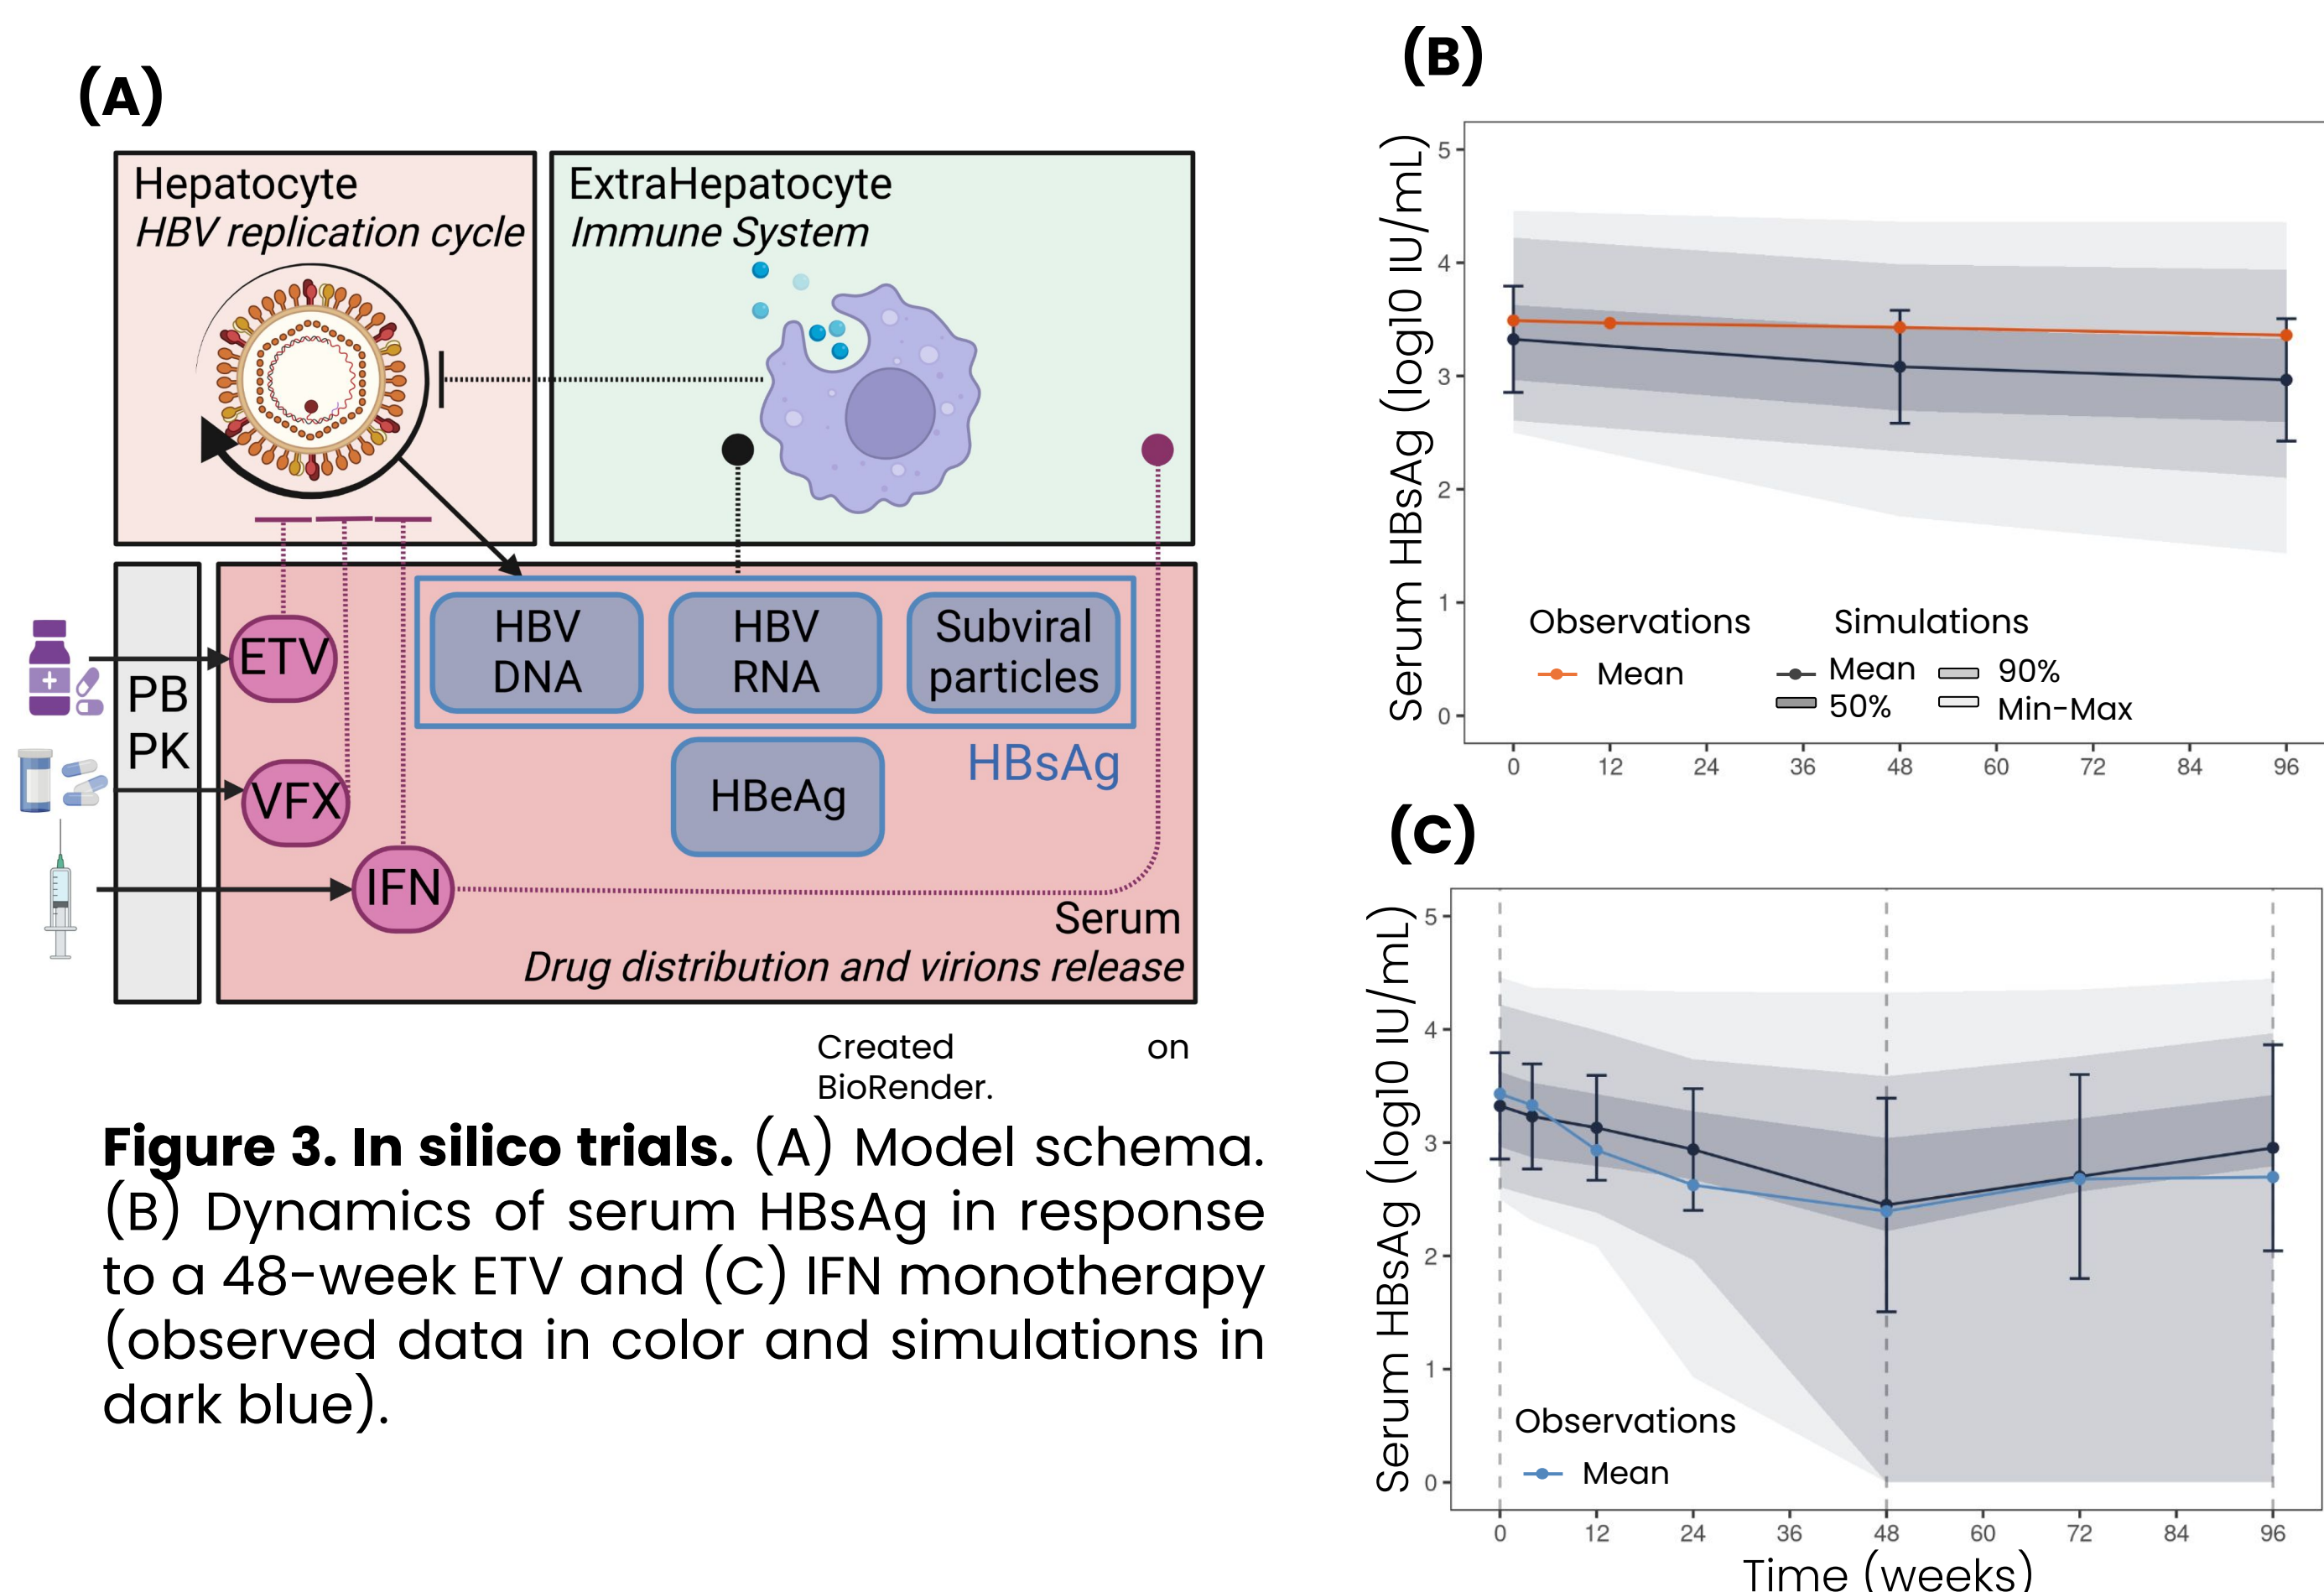 (A)
Hepatocyte
HBV replication cycle
ExtraHepatocyte
Immune System
PB
PK
ETV
VFX
IFN
HBV
DNA
HBV
RNA
Subviral
particles
HBeAg
HBsAg
Serum
Drug distribution and virions release
Created on
BioRender.
Figure 3. In silico trials. (A) Model schema.
(B) Dynamics of serum HBsAg in response
to a 48-week ETV and (C) IFN monotherapy
(observed data in color and simulations in
dark blue).
(B)
Serum HBsAg (log10 IU/mL)
5
4
3
2
1
0
Observations
Mean
Simulations
Mean
90%
50%
Min-Max
0 12 24 36 48 60 72 84 96
(C)
Serum HBsAg (log10 IU/mL)
5
4
3
2
1
0
Observations
Mean
0 12 24 36 48 60 72 84 96
Time (weeks)